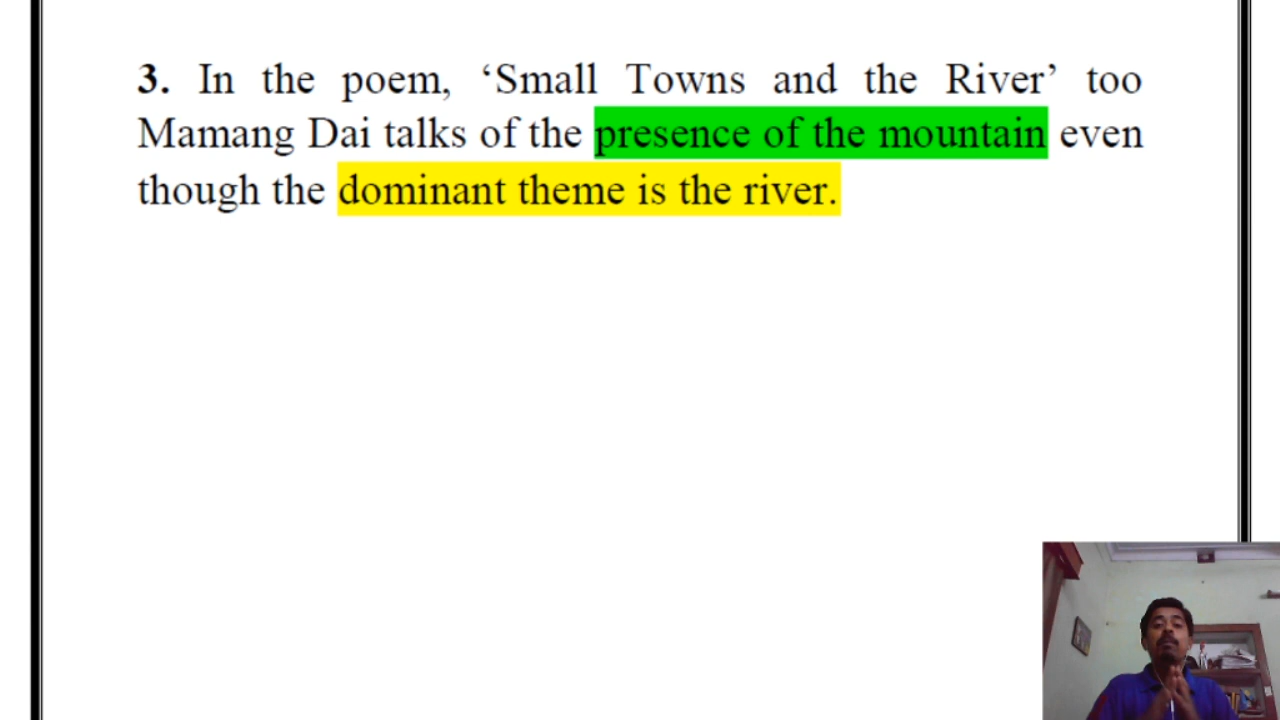 3. In the poem, ‘Small Towns and the River’ too
Mamang Dai talks of the presence of the mountain even
though the dominant theme is the river.